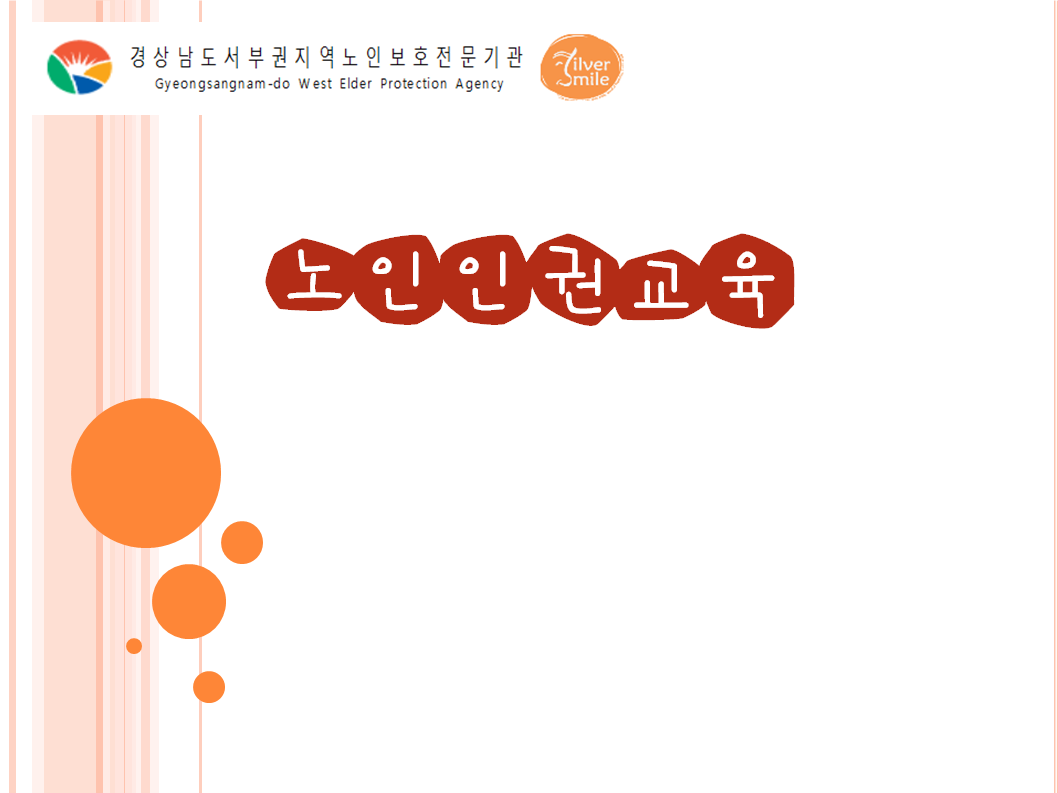 경상남도서부권지역노인보호전문기관
Gyeongsangnam-do West Elder Protection Agency
Silver
Smile
노인인권교육